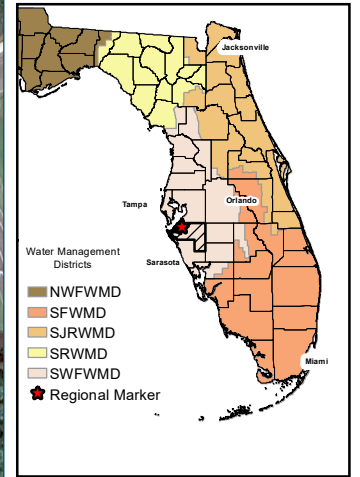 Jacksonville
Orlando
Tampa
Sarasota
Miami
Water Management
Districts
NWFWMD
SFWMD
SJRWMD
SRWMD
SWFWMD
Regional Marker